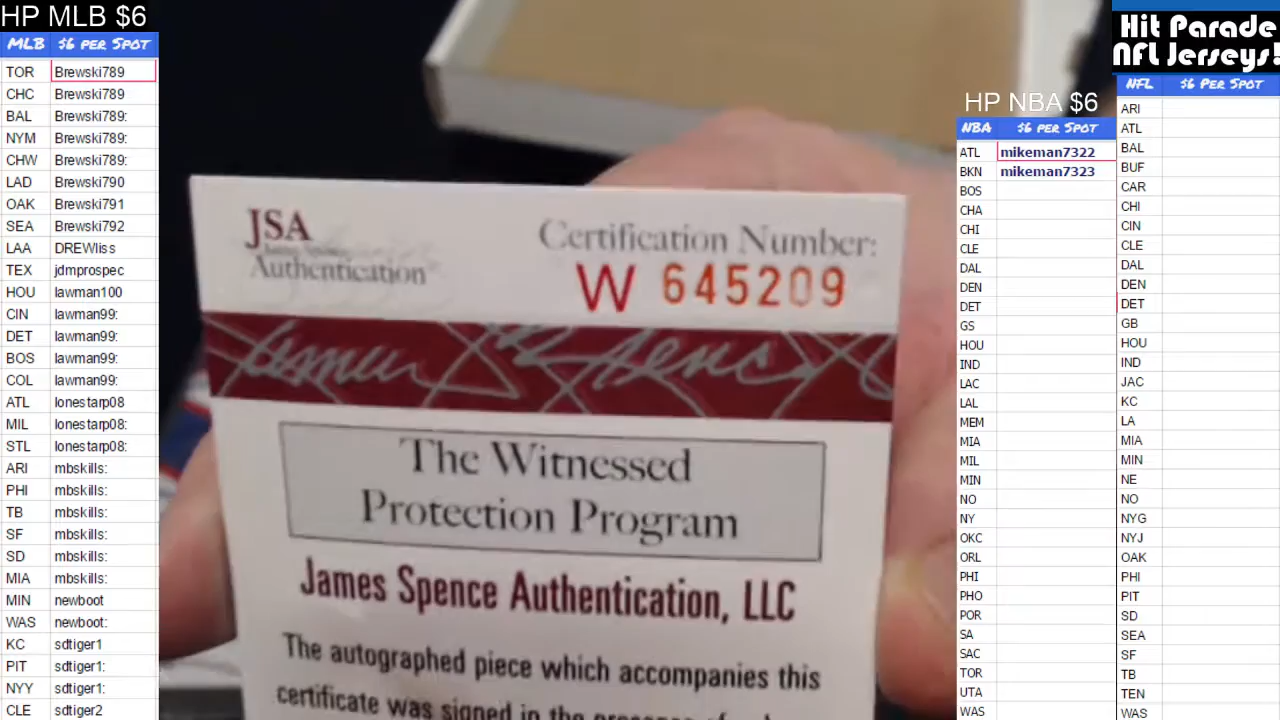 HP MLB $6
MLB $6 PER SPOT
TOR Brewski789
CHC Brewski789
BAL Brewski789:
NYM Brewski789:
CHW Brewski789:
LAD Brewski790
OAK Brewski791
SEA Brewski792
LAA DREWliss
TEX jdmprospec
HOU lawman100
CIN lawman99:
DET lawman99:
BOS lawman99:
COL lawman99:
ATL lonestarp08
MIL lonestarp08:
STL lonestarp08:
ARI mbskills:
PHI mbskills:
TB mbskills:
SF mbskills:
SD mbskills:
MIA mbskills:
MIN newboot
WAS newboot:
KC sdtiger1
PIT sdtiger1:
NYY sdtiger1:
CLE sdtiger2
JSA
Authentication
Certification Number:
W 645209
The Witnessed
Protection Program
James Spence Authentication, LLC
The autographed piece which accompanies this
certificate was signed in the presence of
HP NBA $6
NBA $6 PER SPOT
ATL mikeman7322
BKN mikeman7323
BOS
CHA
CHI
CLE
DAL
DEN
DET
GS
HOU
IND
LAC
LAL
MEM
MIA
MIL
MIN
NO
NY
OKC
ORL
PHI
PHO
POR
SA
SAC
TOR
UTA
WAS
Hit Parade
NFL Jerseys!
NFL $6 PER SPOT
ARI
ATL
BAL
BUF
CAR
CHI
CIN
CLE
DAL
DEN
DET
GB
HOU
IND
JAC
KC
LA
MIA
MIN
NE
NO
NYG
NYJ
OAK
PHI
PIT
SD
SEA
SF
TB
TEN
WAS